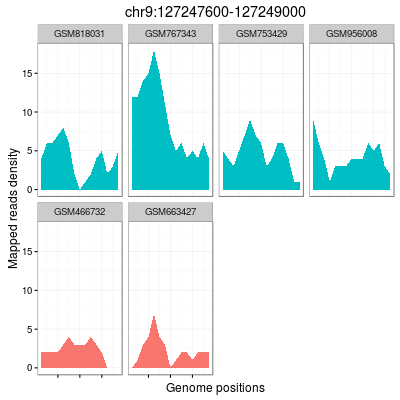 chr9:127247600-127249000
GSM818031 GSM767343 GSM753429 GSM956008
15
10
5
0
GSM466732 GSM663427
15
10
5
0
Mapped reads density
Genome positions